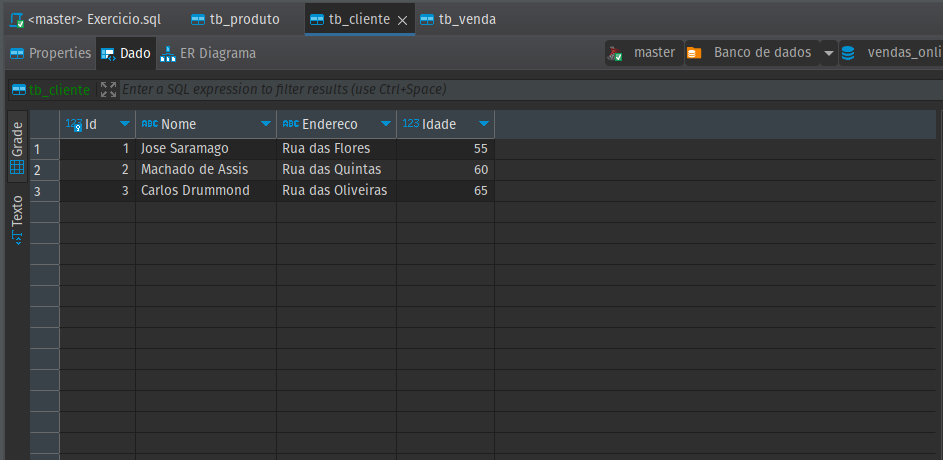 <master> Exercicio.sql tb_produto tb_cliente tb_venda
Properties Dado ER Diagrama master Banco de dados vendas_onli
tb_cliente Enter a SQL expression to filter results (use Ctrl+Space)
Grade
Texto
123 Id ABC Nome ABC Endereco 123 Idade
1 1 Jose Saramago Rua das Flores 55
2 2 Machado de Assis Rua das Quintas 60
3 3 Carlos Drummond Rua das Oliveiras 65